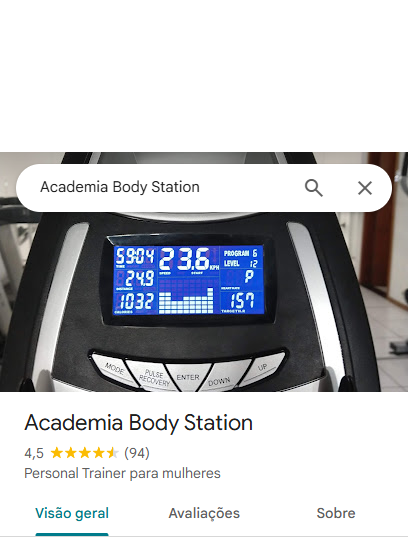 Academia Body Station
59:04 23.6 KPH PROGRAM 6
TIME SPEED START LEVEL 12
24.9 P
DISTANCE HEART RATE
1032 157
CALORIES TARGET H.R
MODE
PULSE RECOVERY
ENTER
DOWN
UP
Academia Body Station
4,5 (94)
Personal Trainer para mulheres
Visão geral Avaliações Sobre